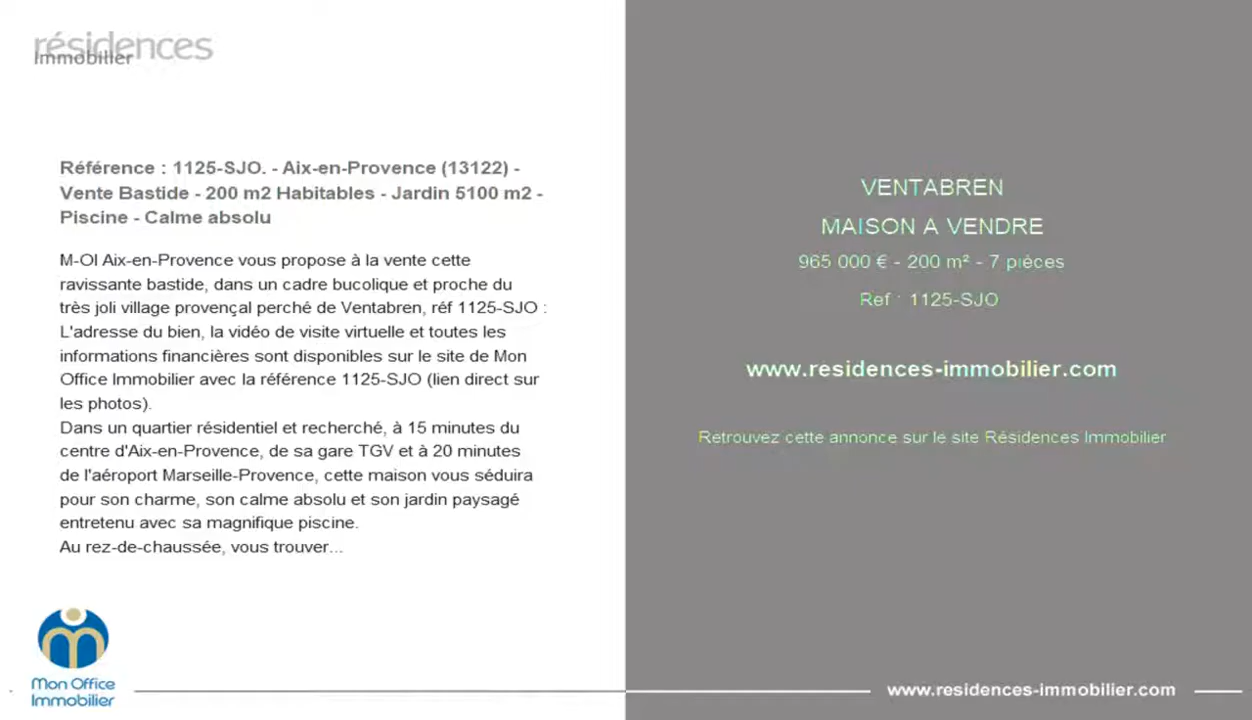 résidences
Immobilier
Référence : 1125-SJO. - Aix-en-Provence (13122) -
Vente Bastide - 200 m2 Habitables - Jardin 5100 m2 -
Piscine - Calme absolu
M-OI Aix-en-Provence vous propose à la vente cette
ravissante bastide, dans un cadre bucolique et proche du
très joli village provençal perché de Ventabren, réf 1125-SJO :
L'adresse du bien, la vidéo de visite virtuelle et toutes les
informations financières sont disponibles sur le site de Mon
Office Immobilier avec la référence 1125-SJO (lien direct sur
les photos).
Dans un quartier résidentiel et recherché, à 15 minutes du
centre d'Aix-en-Provence, de sa gare TGV et à 20 minutes
de l'aéroport Marseille-Provence, cette maison vous séduira
pour son charme, son calme absolu et son jardin paysagé
entretenu avec sa magnifique piscine.
Au rez-de-chaussée, vous trouver...
Mon Office
Immobilier
VENTABREN
MAISON A VENDRE
965 000 € - 200 m² - 7 pièces
Ref : 1125-SJO
www.residences-immobilier.com
Retrouvez cette annonce sur le site Résidences Immobilier
www.residences-immobilier.com